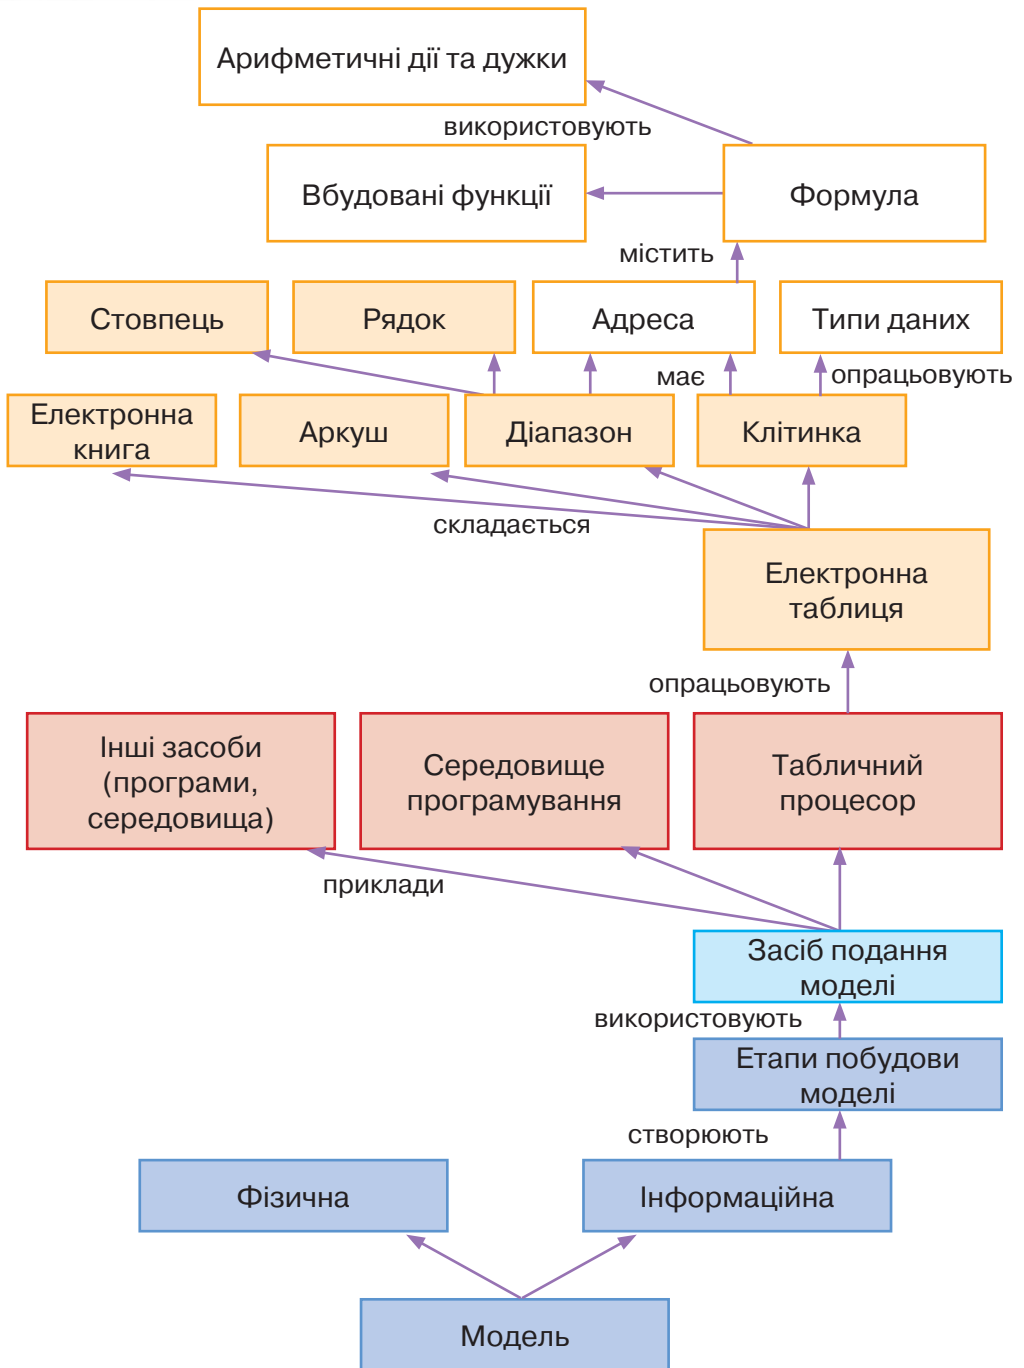 Арифметичні дії та дужки
використовують
Вбудовані функції
Формула
містить
Стовпець
Рядок
Адреса
Типи даних
має
опрацьовують
Електронна
книга
Аркуш
Діапазон
Клітинка
складається
Електронна
таблиця
опрацьовують
Інші засоби
(програми,
середовища)
Середовище
програмування
Табличний
процесор
приклади
Засіб подання
моделі
використовують
Етапи побудови
моделі
створюють
Фізична
Інформаційна
Модель